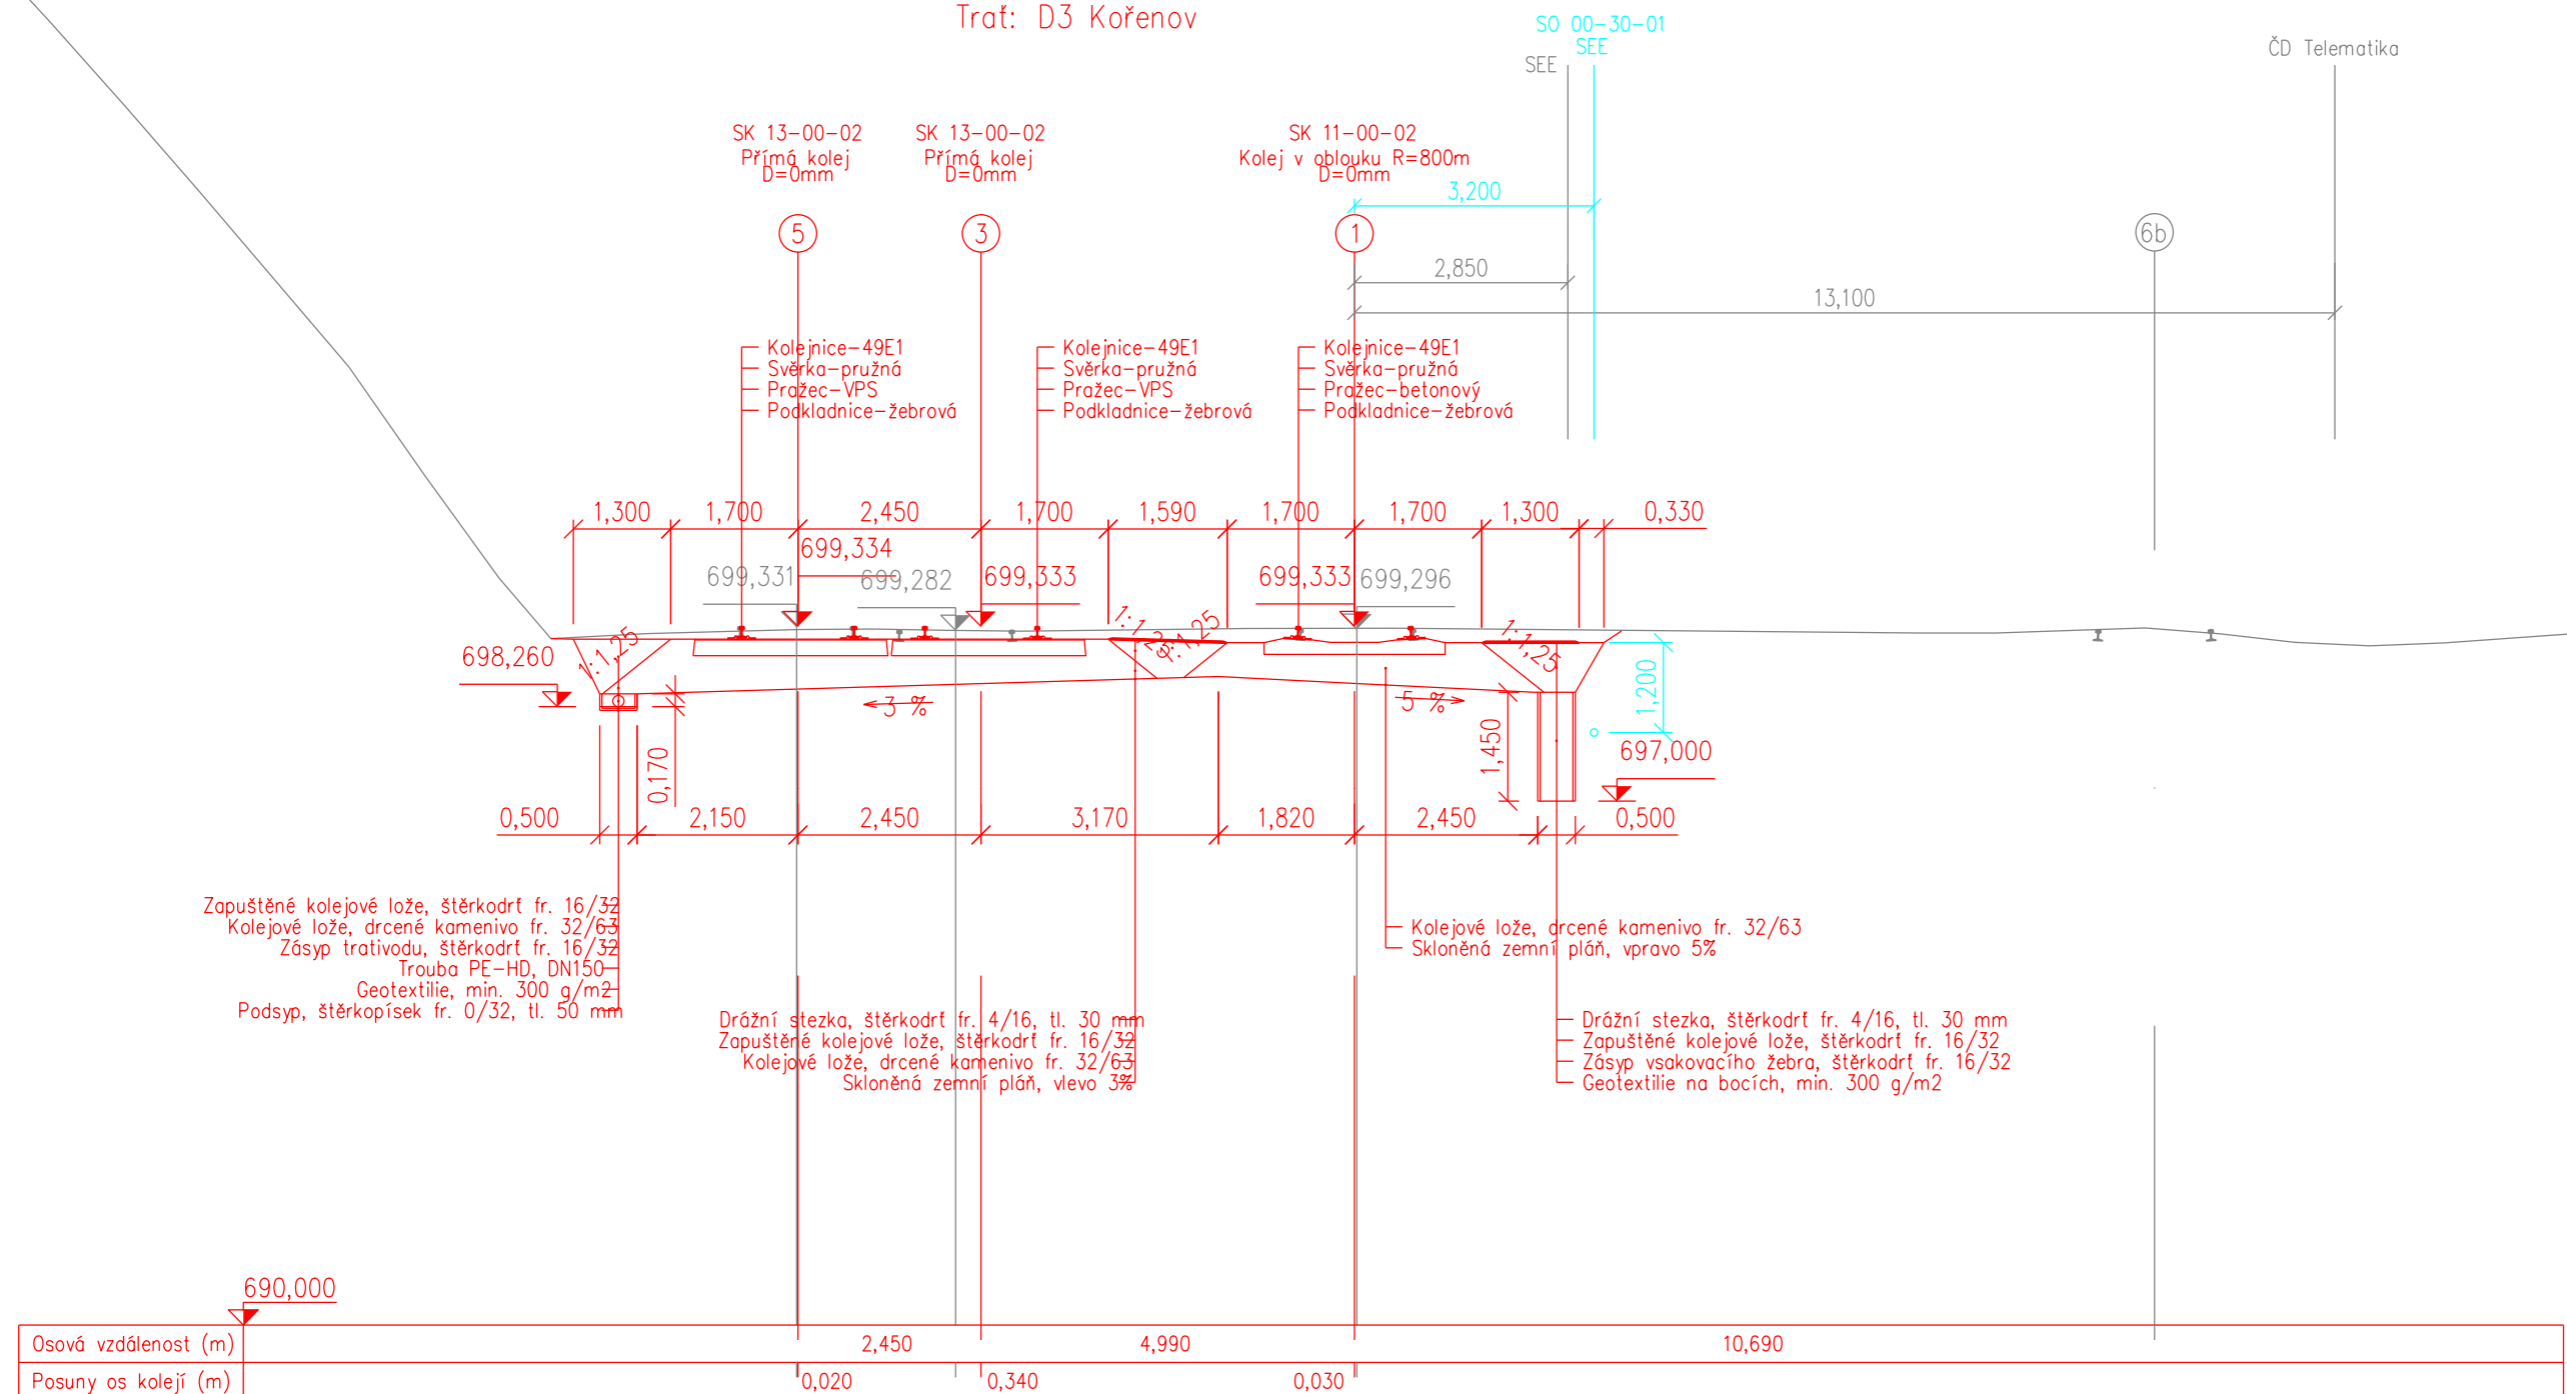 Trať: D3 Kořenov
SO 00-30-01
SEE
SEE
ČD Telematika
SK 13-00-02
Přímá kolej
D=0mm
SK 13-00-02
Přímá kolej
D=0mm
SK 11-00-02
Kolej v oblouku R=800m
D=0mm
3,200
5
3
1
6b
2,850
13,100
Kolejnice-49E1
Svěrka-pružná
Pražec-VPS
Podkladnice-žebrová
Kolejnice-49E1
Svěrka-pružná
Pražec-VPS
Podkladnice-žebrová
Kolejnice-49E1
Svěrka-pružná
Pražec-betonový
Podkladnice-žebrová
1,300
1,700
2,450
1,700
1,590
1,700
1,700
1,300
0,330
699,334
699,331
699,282
699,333
699,333
699,296
1:1,25
1:1,25
1:1,25
1:1,25
698,260
3 %
5 %
1,200
1,450
0,170
697,000
0,500
2,150
2,450
3,170
1,820
2,450
0,500
Zapuštěné kolejové lože, štěrkodrť fr. 16/32
Kolejové lože, drcené kamenivo fr. 32/63
Zásyp trativodu, štěrkodrť fr. 16/32
Trouba PE-HD, DN150
Geotextilie, min. 300 g/m2
Podsyp, štěrkopísek fr. 0/32, tl. 50 mm
Kolejové lože, drcené kamenivo fr. 32/63
Skloněná zemní pláň, vpravo 5%
Drážní stezka, štěrkodrť fr. 4/16, tl. 30 mm
Zapuštěné kolejové lože, štěrkodrť fr. 16/32
Kolejové lože, drcené kamenivo fr. 32/63
Skloněná zemní pláň, vlevo 3%
Drážní stezka, štěrkodrť fr. 4/16, tl. 30 mm
Zapuštěné kolejové lože, štěrkodrť fr. 16/32
Zásyp vsakovacího žebra, štěrkodrť fr. 16/32
Geotextilie na bocích, min. 300 g/m2
690,000
Osová vzdálenost (m)
2,450
4,990
10,690
Posuny os kolejí (m)
0,020
0,340
0,030